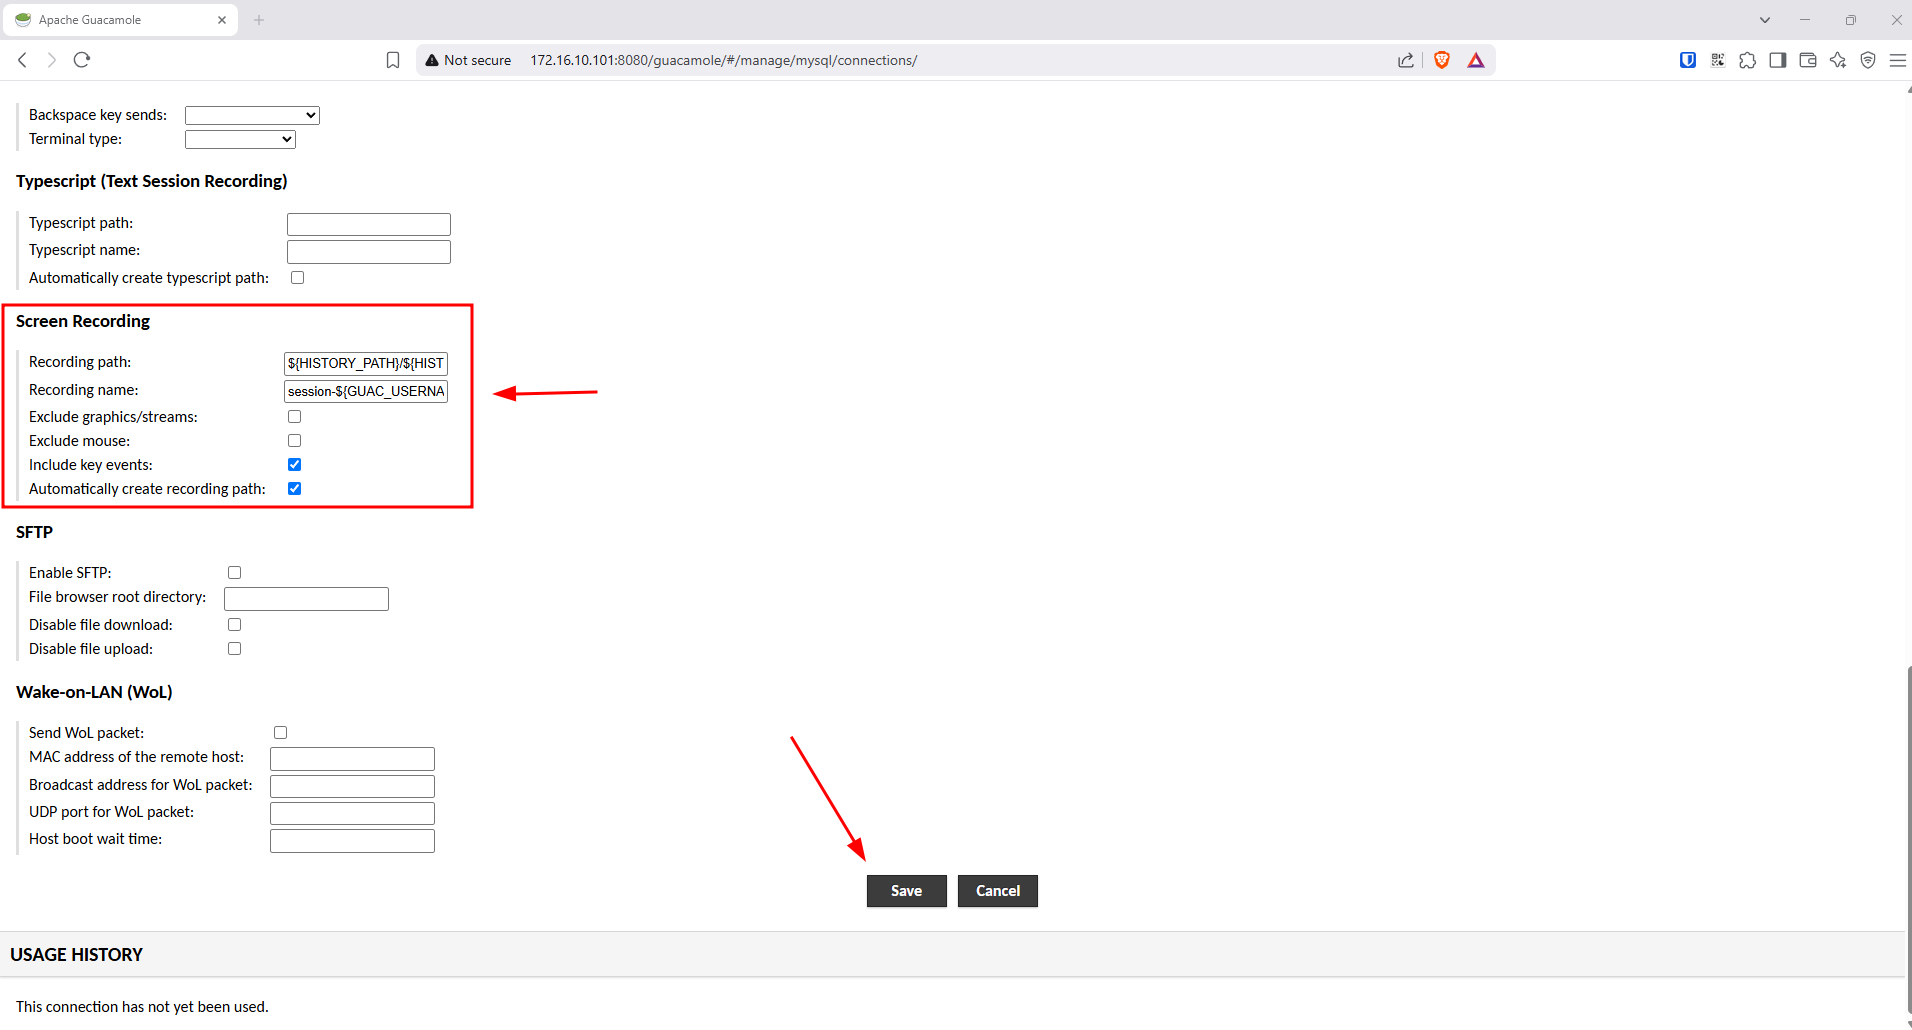 Apache Guacamole
Not secure 172.16.10.101:8080/guacamole/#/manage/mysql/connections/
Backspace key sends:
Terminal type:
Typescript (Text Session Recording)
Typescript path:
Typescript name:
Automatically create typescript path:
Screen Recording
Recording path: ${HISTORY_PATH}/${HIST
Recording name: session-${GUAC_USERNA
Exclude graphics/streams:
Exclude mouse:
Include key events:
Automatically create recording path:
SFTP
Enable SFTP:
File browser root directory:
Disable file download:
Disable file upload:
Wake-on-LAN (WoL)
Send WoL packet:
MAC address of the remote host:
Broadcast address for WoL packet:
UDP port for WoL packet:
Host boot wait time:
Save Cancel
USAGE HISTORY
This connection has not yet been used.